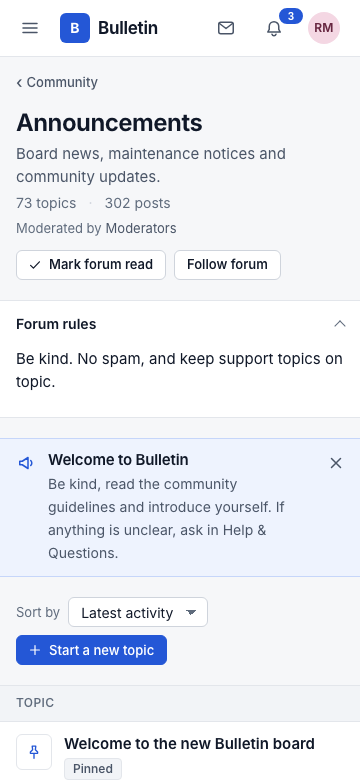 B Bulletin 3 RM
‹ Community
Announcements
Board news, maintenance notices and
community updates.
73 topics · 302 posts
Moderated by Moderators
Mark forum read Follow forum
Forum rules
Be kind. No spam, and keep support topics on
topic.
Welcome to Bulletin
Be kind, read the community
guidelines and introduce yourself. If
anything is unclear, ask in Help &
Questions.
Sort by Latest activity
Start a new topic
TOPIC
Welcome to the new Bulletin board
Pinned